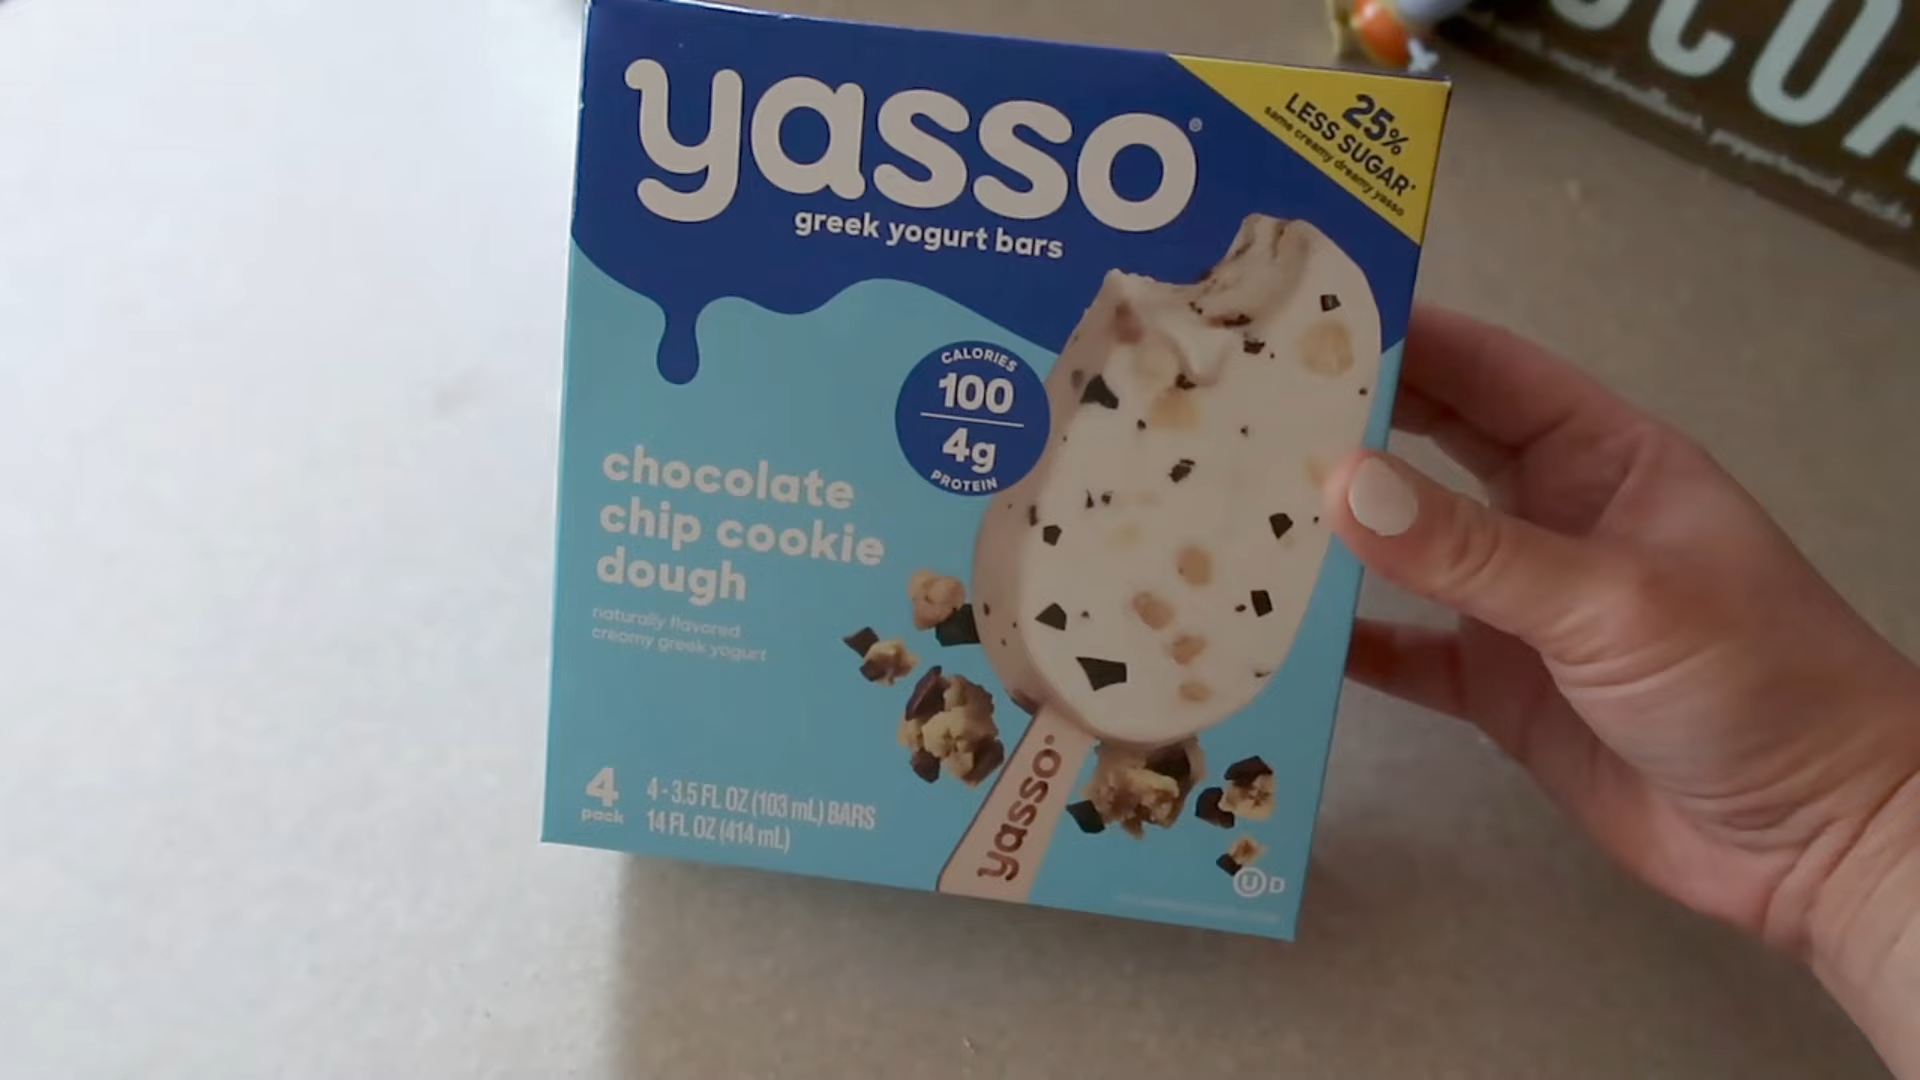 yasso®
greek yogurt bars
25%
LESS SUGAR*
same creamy dreamy yasso
CALORIES
100
4g
PROTEIN
chocolate
chip cookie
dough
naturally flavored
creamy greek yogurt
4
pack
4 - 3.5 FL OZ (103 mL) BARS
14 FL OZ (414 mL)
yasso
U D